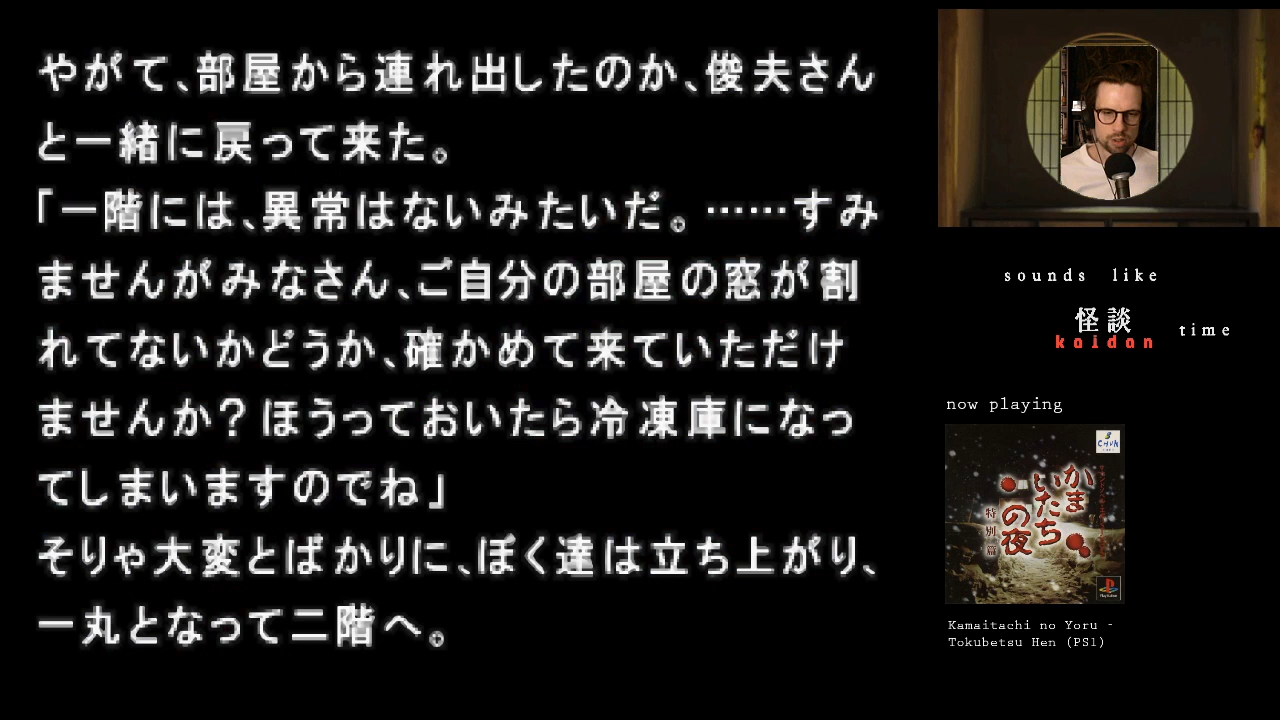 やがて、部屋から連れ出したのか、俊夫さん
と一緒に戻って来た。
「一階には、異常はないみたいだ。……すみ
ませんがみなさん、ご自分の部屋の窓が割
れてないかどうか、確かめて来ていただけ
ませんか？ほうっておいたら冷凍庫になっ
てしまいますのでね」
そりゃ大変とばかりに、ぼく達は立ち上がり、
一丸となって二階へ。
sounds like
怪談
kaidan
time
now playing
CHUN
かま
いたち
の夜
特別篇
PlayStation
Kamaitachi no Yoru -
Tokubetsu Hen (PS1)